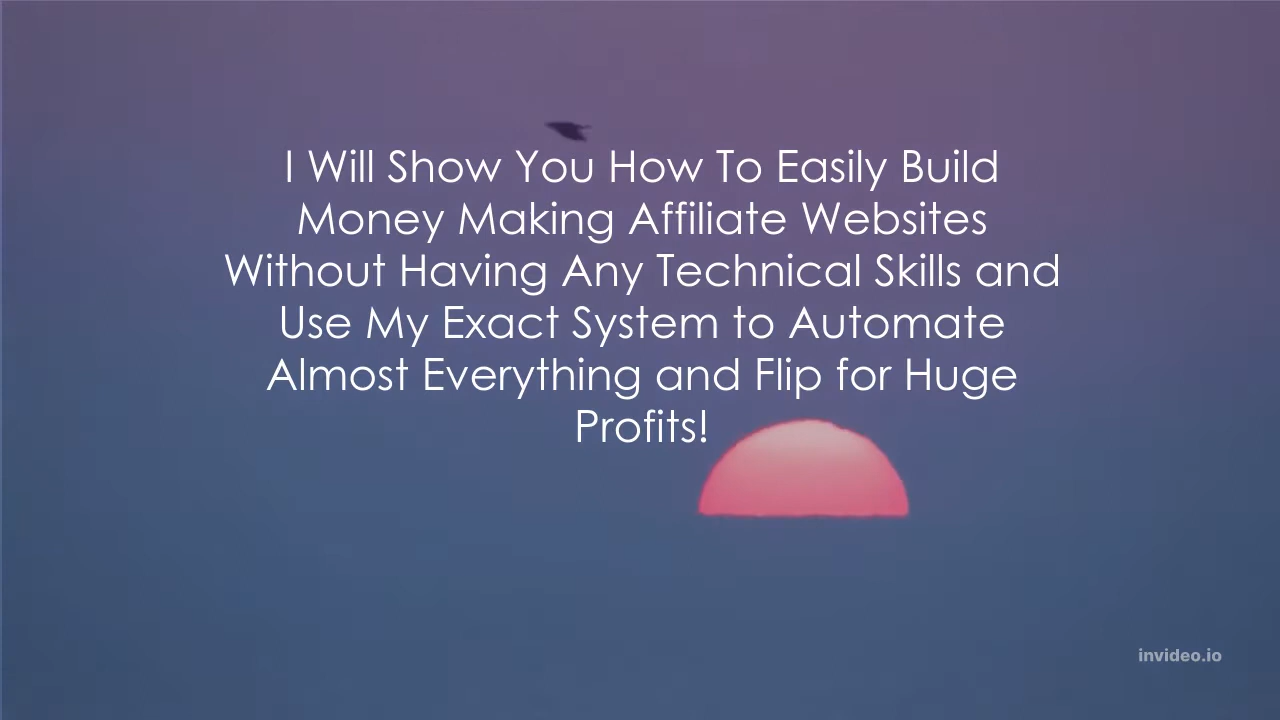 I Will Show You How To Easily Build
Money Making Affiliate Websites
Without Having Any Technical Skills and
Use My Exact System to Automate
Almost Everything and Flip for Huge
Profits!
invideo.io